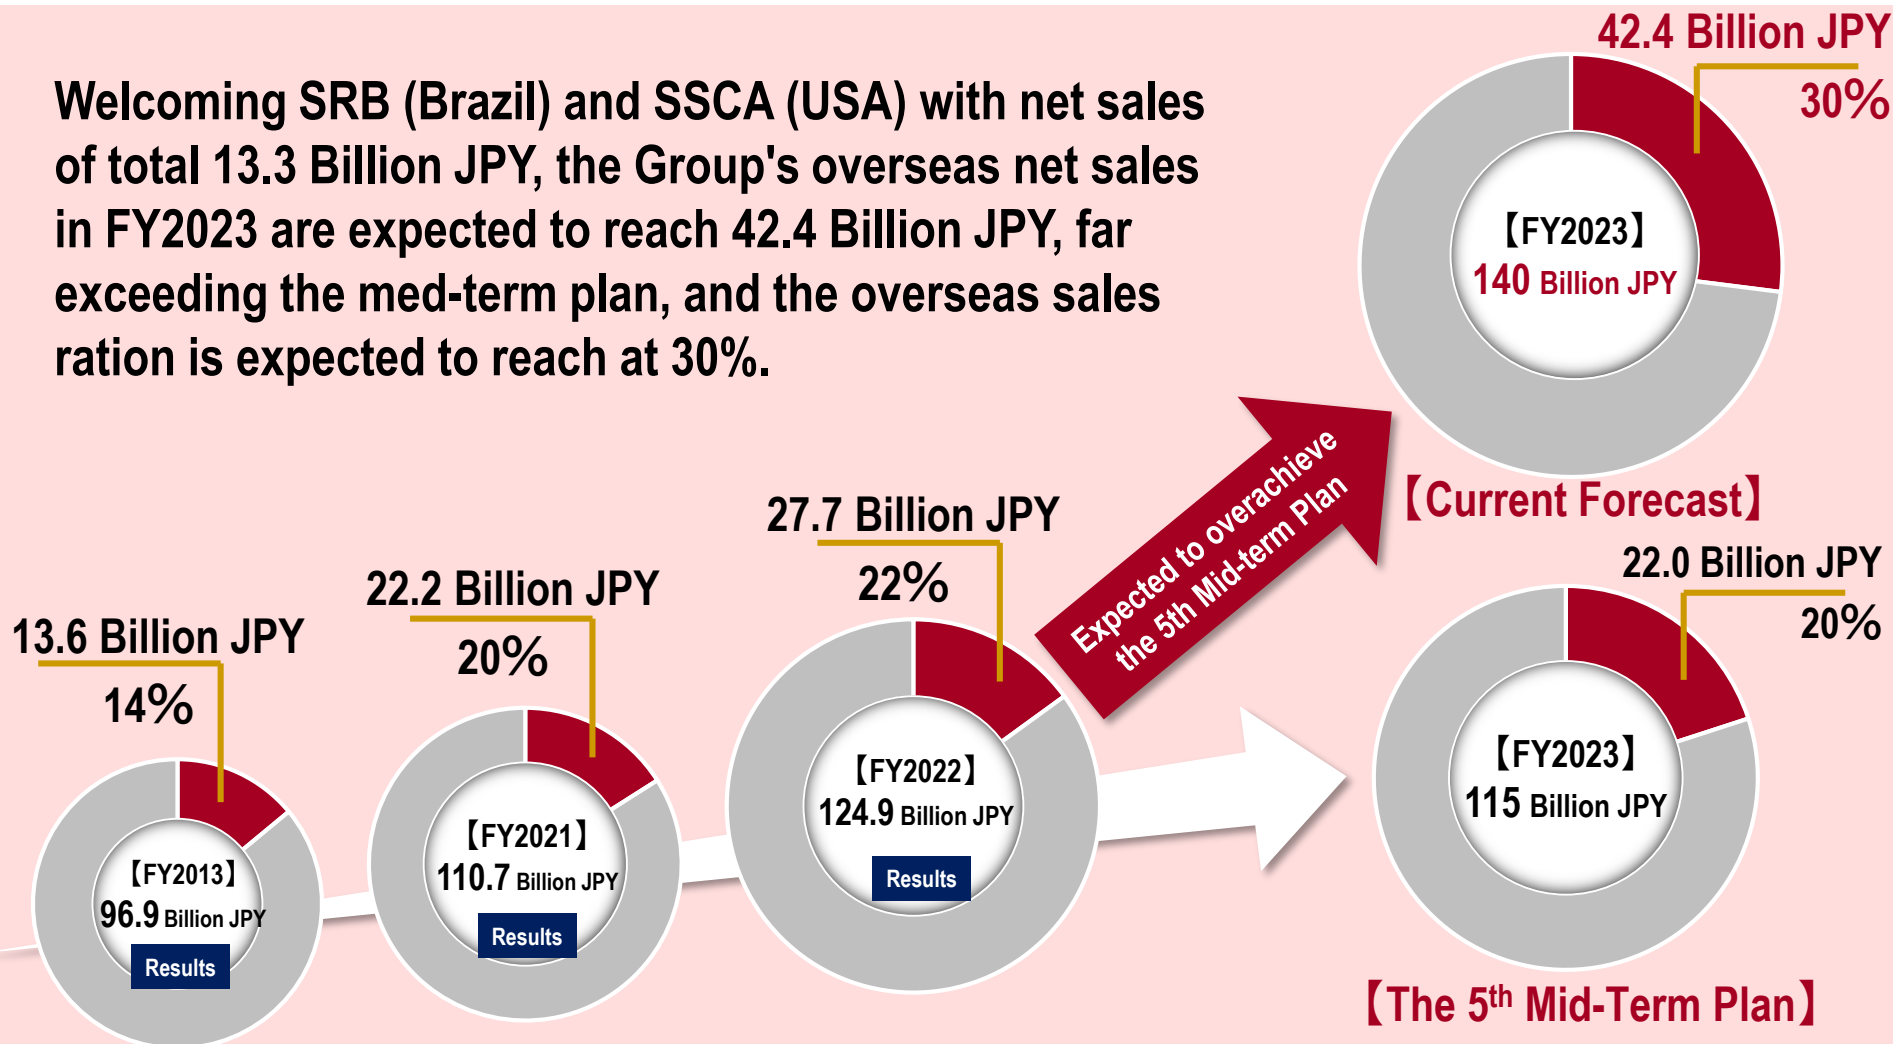 Welcoming SRB (Brazil) and SSCA (USA) with net sales
of total 13.3 Billion JPY, the Group's overseas net sales
in FY2023 are expected to reach 42.4 Billion JPY, far
exceeding the med-term plan, and the overseas sales
ration is expected to reach at 30%.
42.4 Billion JPY
30%
【FY2023】
140 Billion JPY
【Current Forecast】
Expected to overachieve
the 5th Mid-term Plan
13.6 Billion JPY
14%
【FY2013】
96.9 Billion JPY
Results
22.2 Billion JPY
20%
【FY2021】
110.7 Billion JPY
Results
27.7 Billion JPY
22%
【FY2022】
124.9 Billion JPY
Results
22.0 Billion JPY
20%
【FY2023】
115 Billion JPY
【The 5th Mid-Term Plan】